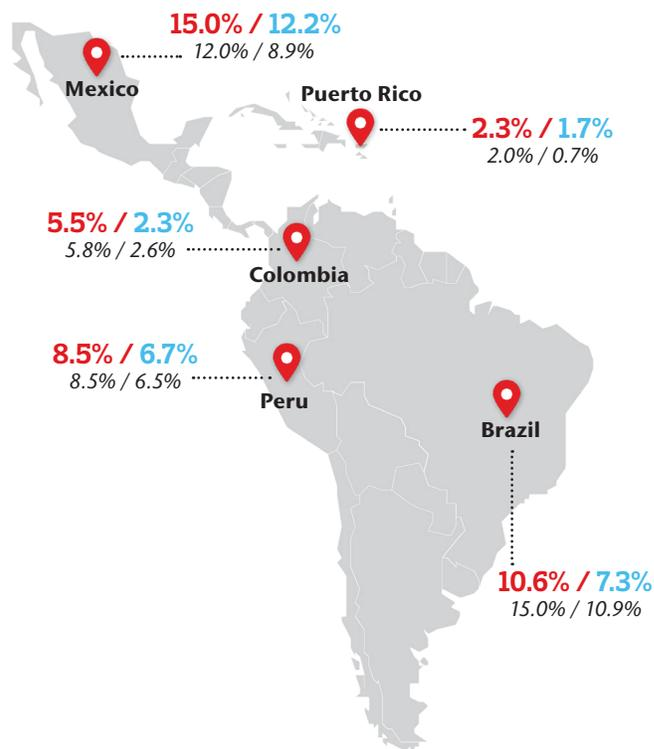 15.0% / 12.2%
12.0% / 8.9%
Mexico
Puerto Rico
2.3% / 1.7%
2.0% / 0.7%
5.5% / 2.3%
5.8% / 2.6%
Colombia
8.5% / 6.7%
8.5% / 6.5%
Peru
Brazil
10.6% / 7.3%
15.0% / 10.9%